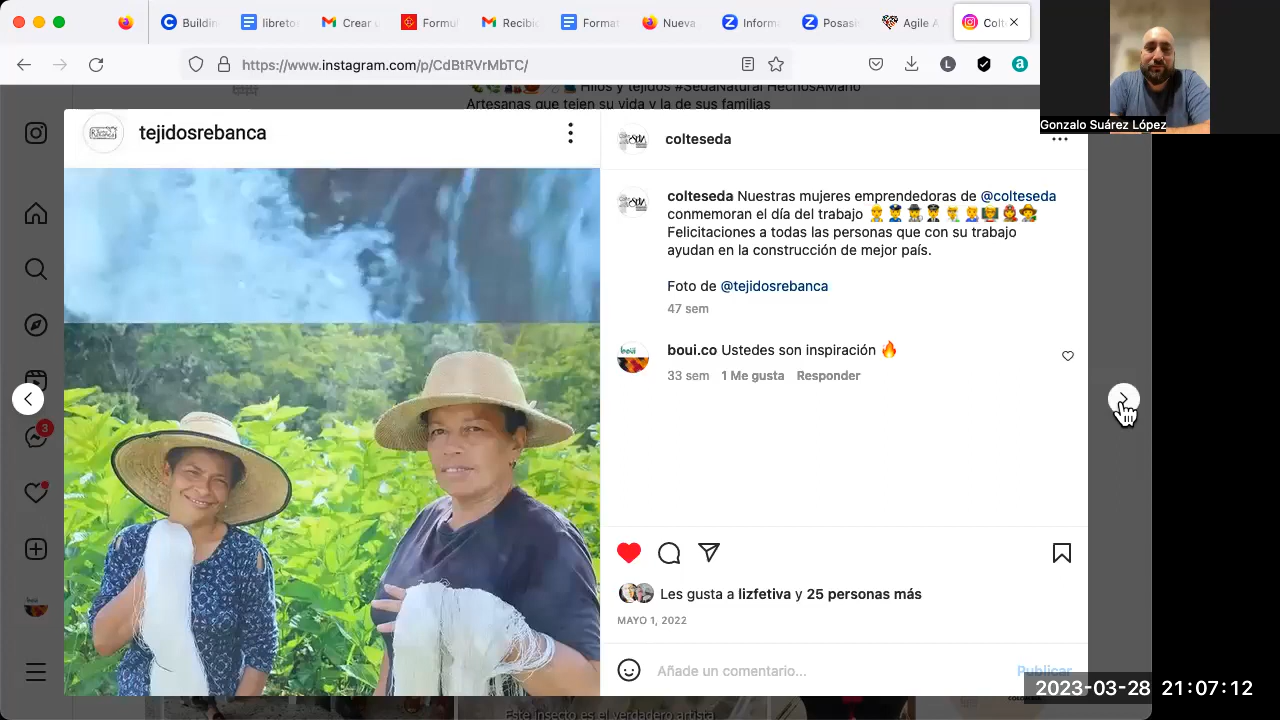 Buildin
libreto
Crear u
Formul
Recibic
Format
Nueva
Inform
Posasi
Agile A
Colt
https://www.instagram.com/p/CdBtRVrMbTC/
Gonzalo Suárez López
Hilos y tejidos #SedaNatural HechosAMano
Artesanas que tejen su vida y la de sus familias
tejidosrebanca
colteseda
colteseda Nuestras mujeres emprendedoras de @colteseda
conmemoran el día del trabajo
Felicitaciones a todas las personas que con su trabajo
ayudan en la construcción de mejor país.
Foto de @tejidosrebanca
47 sem
boui.co Ustedes son inspiración
33 sem 1 Me gusta Responder
3
Les gusta a lizfetiva y 25 personas más
MAYO 1, 2022
Añade un comentario...
Publicar
2023-03-28 21:07:12
Este insecto es el verdadero artista